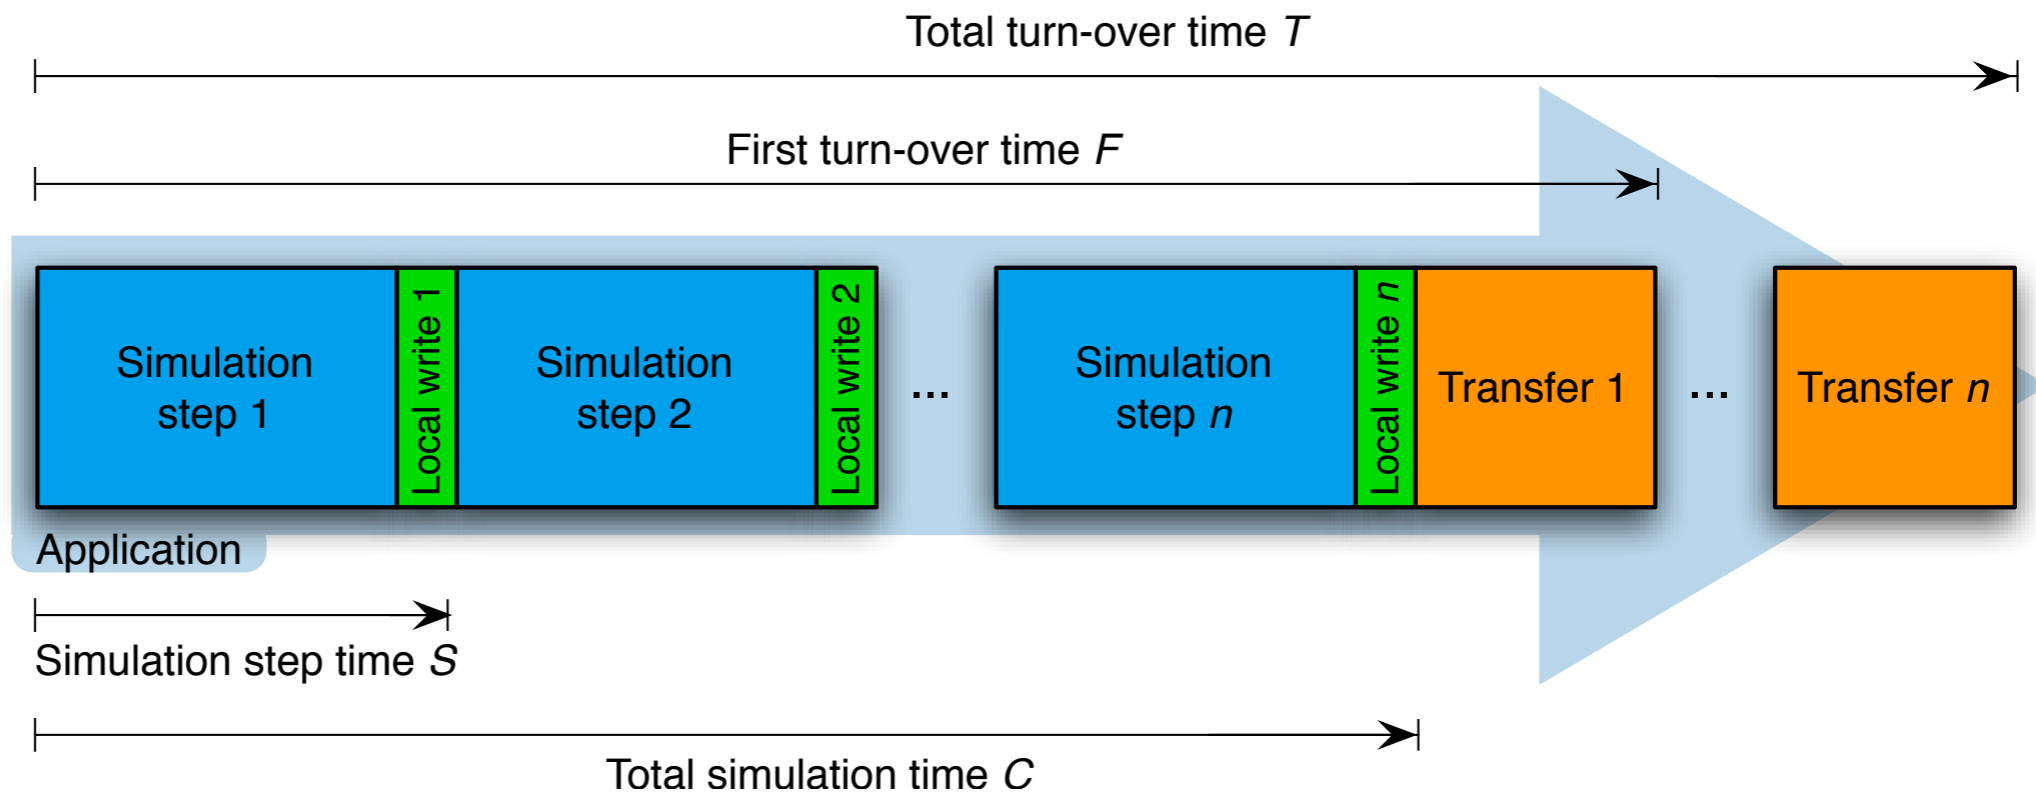 Total turn-over time T
First turn-over time F
Simulation
step 1
Local write 1
Simulation
step 2
Local write 2
...
Simulation
step n
Local write n
Transfer 1
...
Transfer n
Application
Simulation step time S
Total simulation time C